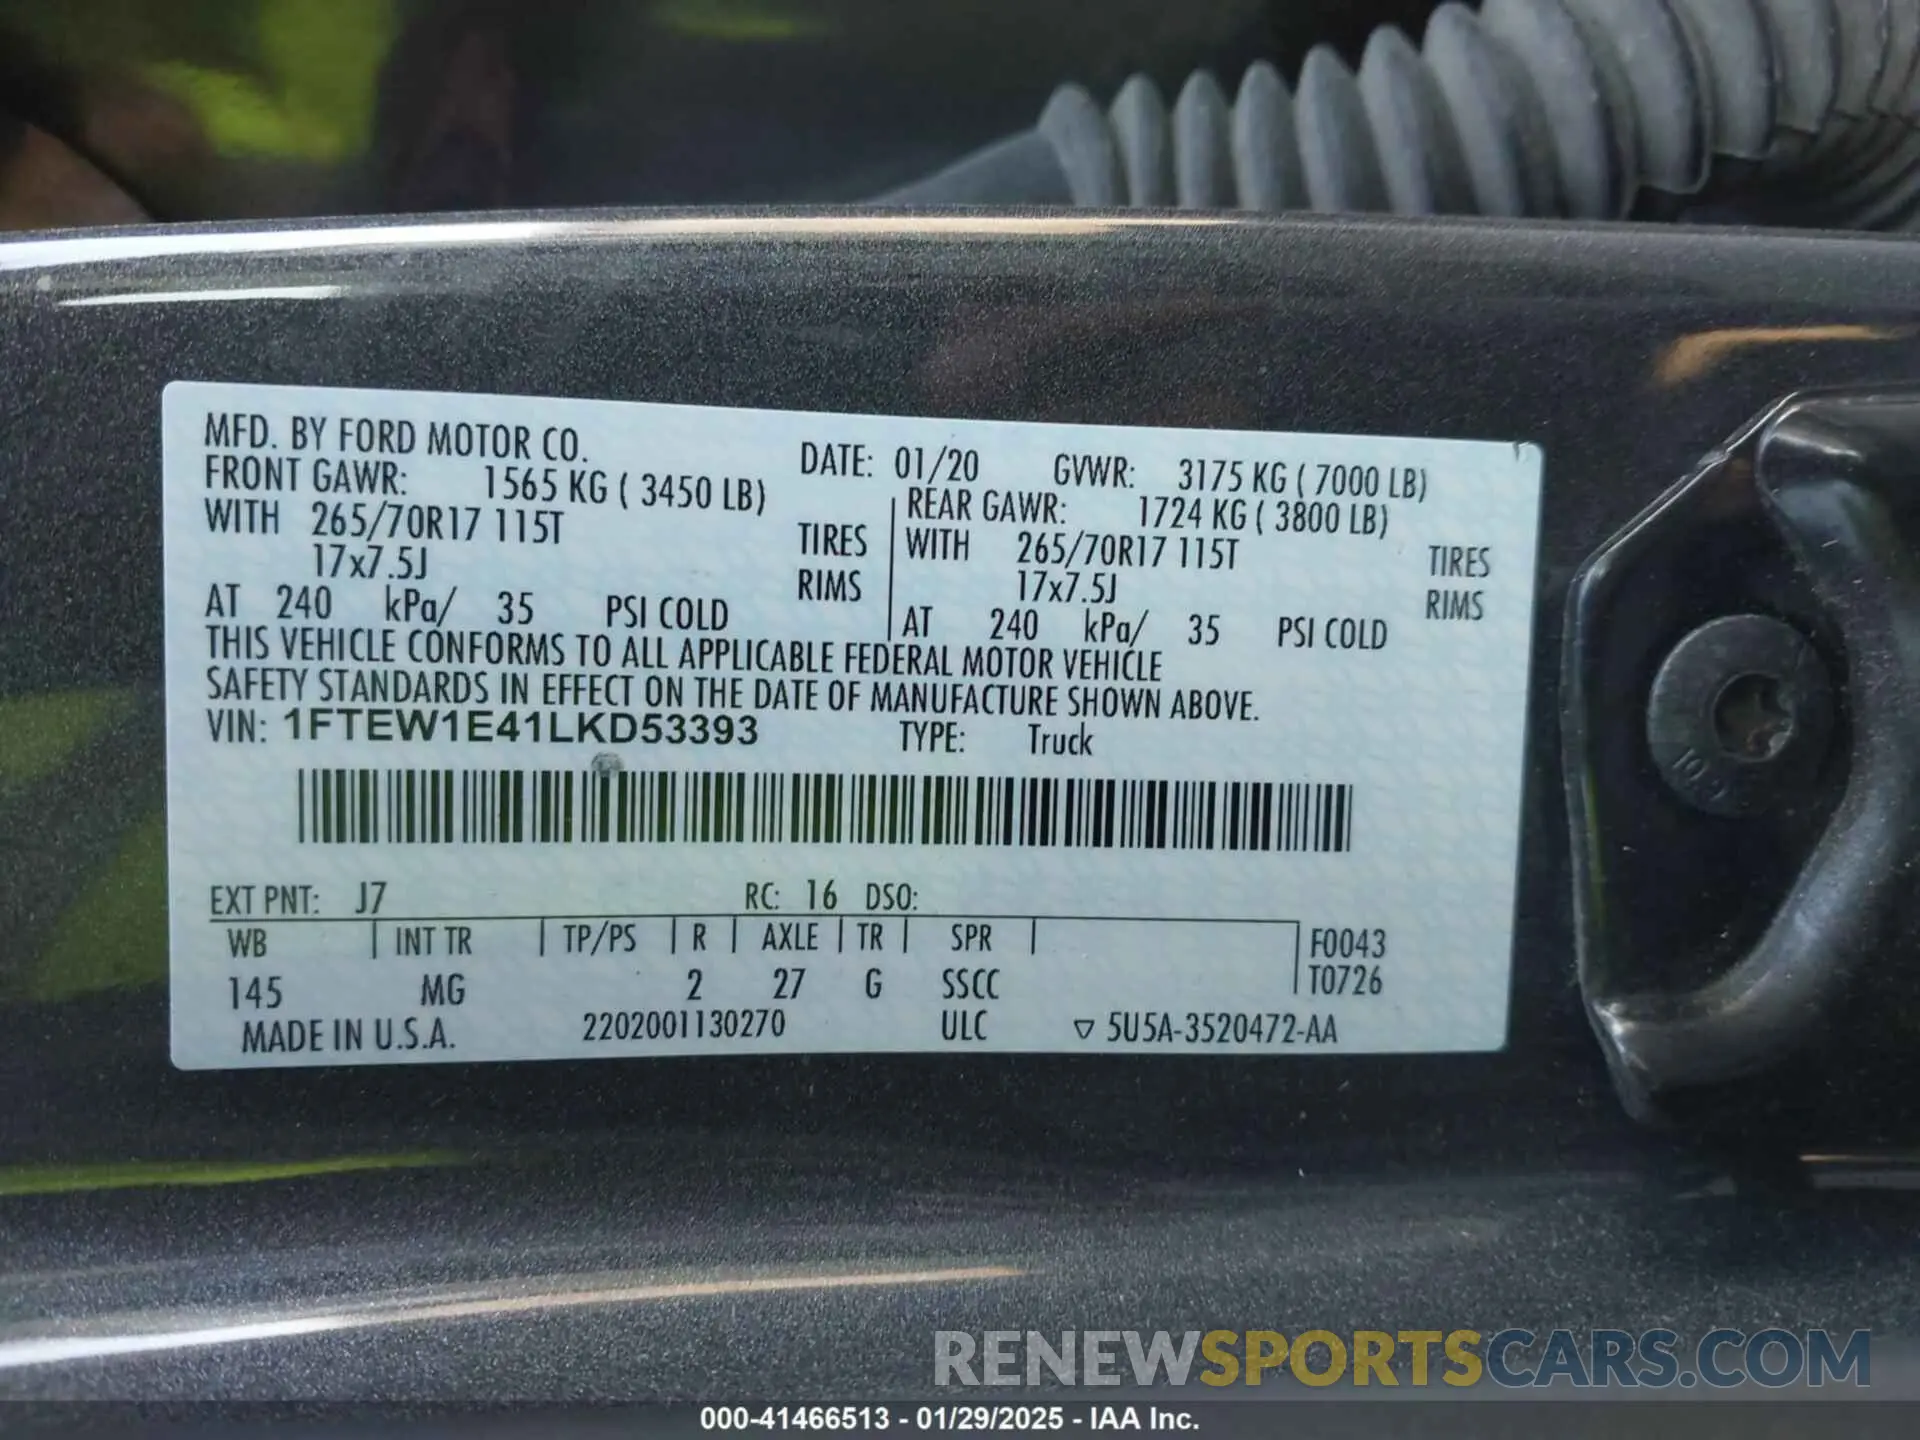 MFD. BY FORD MOTOR CO.
DATE: 01/20 GVWR: 3175 KG ( 7000 LB)
FRONT GAWR: 1565 KG ( 3450 LB)
REAR GAWR: 1724 KG ( 3800 LB)
WITH 265/70R17 115T TIRES
WITH 265/70R17 115T TIRES
17x7.5J RIMS
17x7.5J RIMS
AT 240 kPa/ 35 PSI COLD
AT 240 kPa/ 35 PSI COLD
THIS VEHICLE CONFORMS TO ALL APPLICABLE FEDERAL MOTOR VEHICLE
SAFETY STANDARDS IN EFFECT ON THE DATE OF MANUFACTURE SHOWN ABOVE.
VIN: 1FTEW1E41LKD53393 TYPE: Truck
EXT PNT: J7 RC: 16 DSO:
WB INT TR TP/PS R AXLE TR SPR F0043
145 MG 2 27 G SSCC T0726
MADE IN U.S.A. 2202001130270 ULC ▽ 5U5A-3520472-AA
10.9
RENEWSPORTSCARS.COM
000-41466513 - 01/29/2025 - IAA Inc.